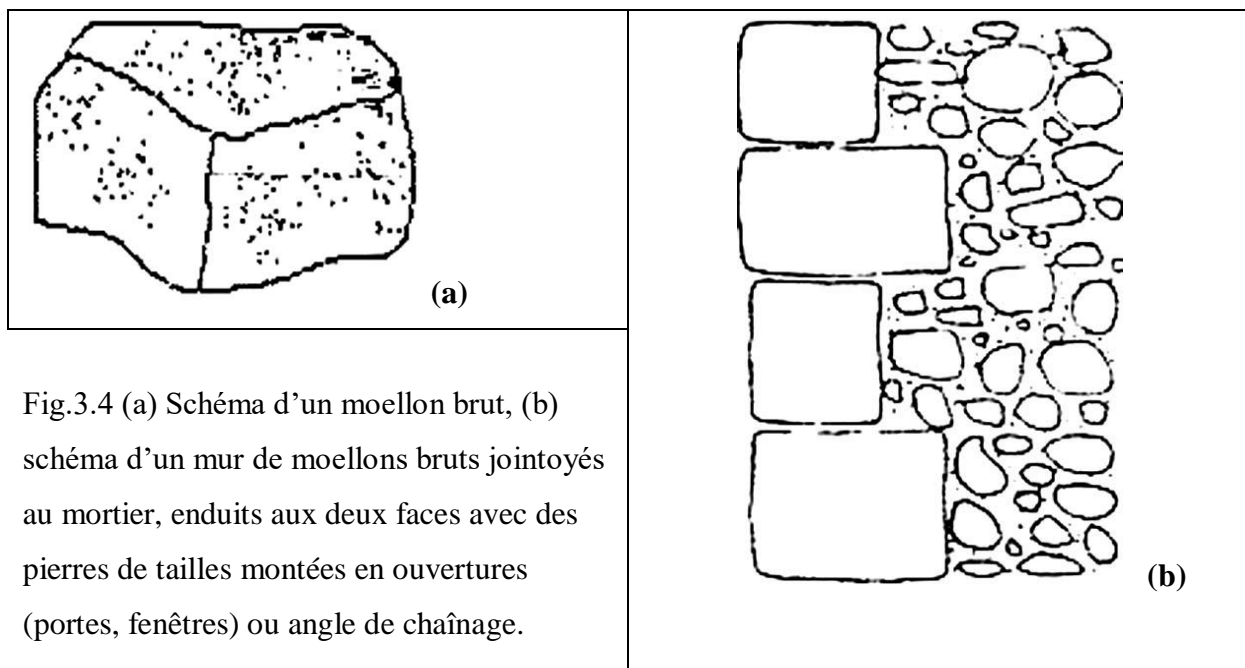 (a)
Fig.3.4 (a) Schéma d’un moellon brut, (b)
schéma d’un mur de moellons bruts jointoyés
au mortier, enduits aux deux faces avec des
pierres de tailles montées en ouvertures
(portes, fenêtres) ou angle de chaînage.
(b)